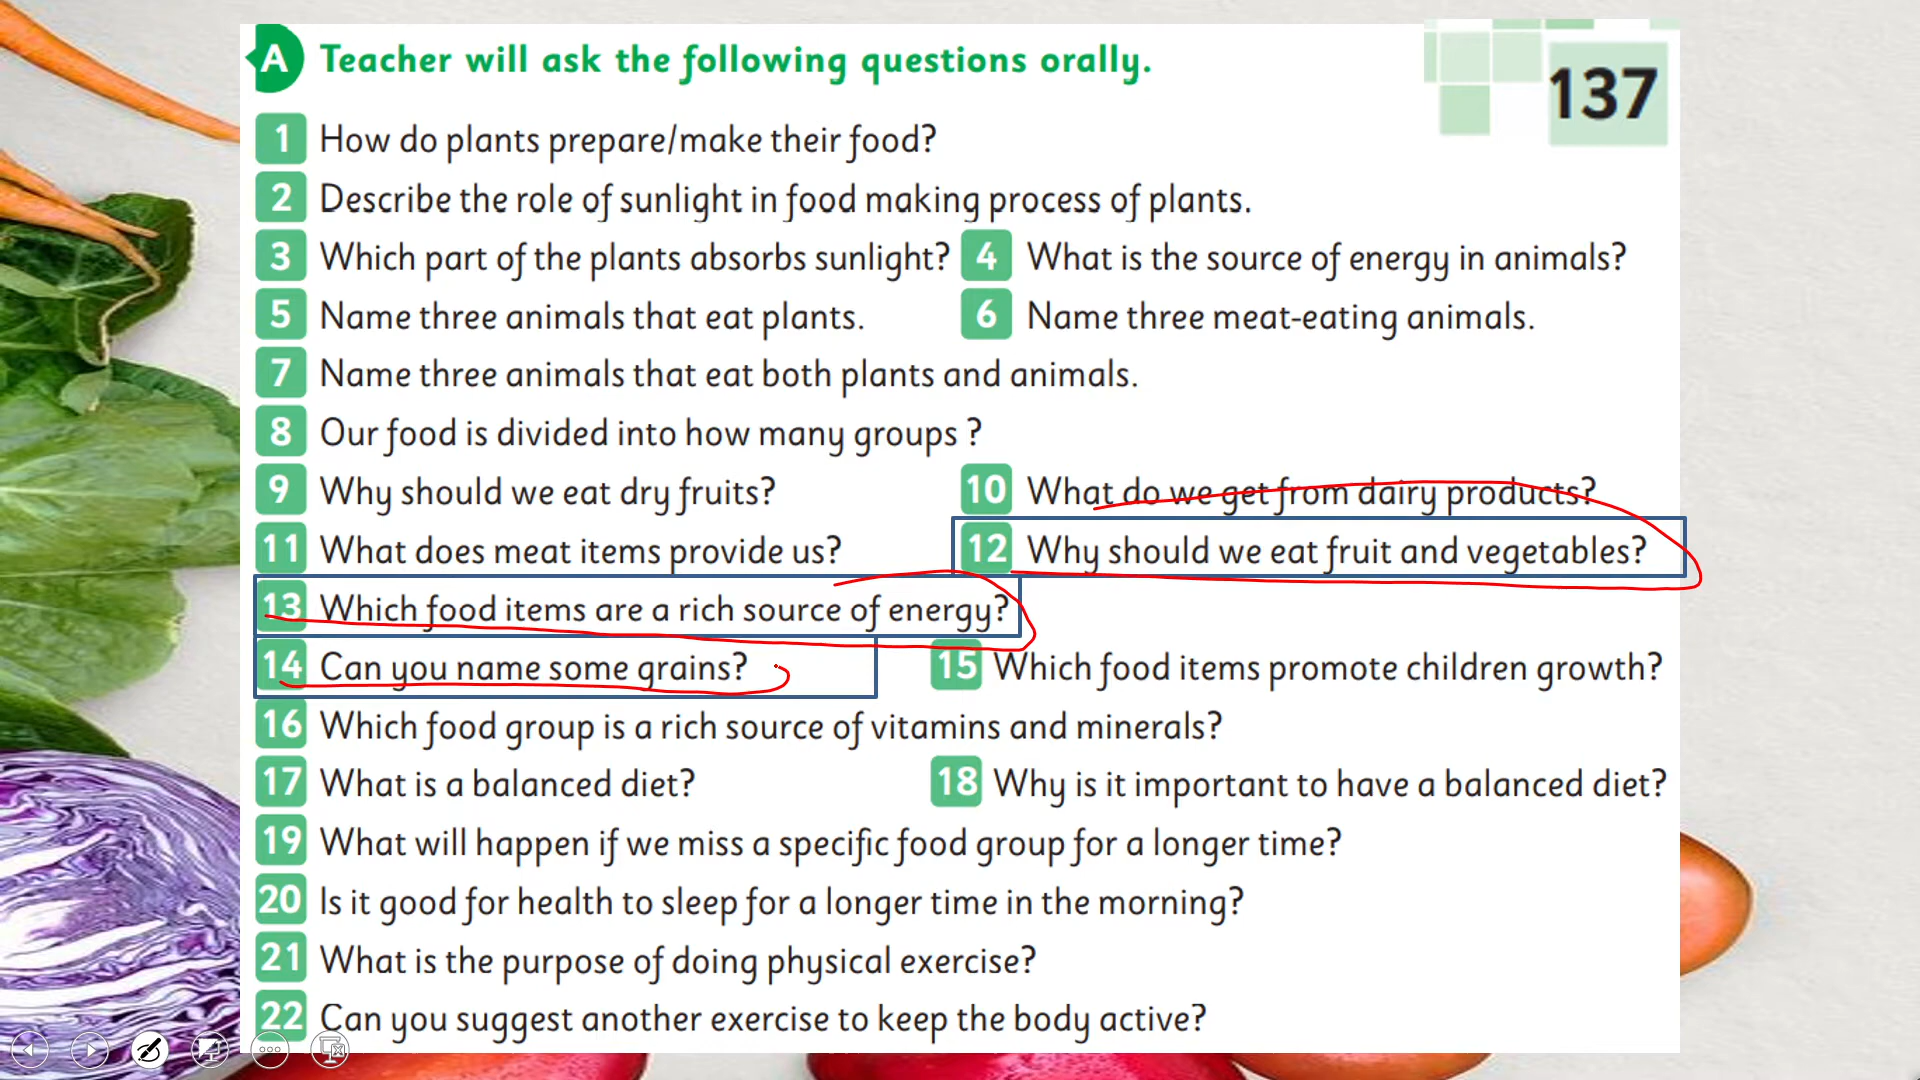 A Teacher will ask the following questions orally.
137
1 How do plants prepare/make their food?
2 Describe the role of sunlight in food making process of plants.
3 Which part of the plants absorbs sunlight? 4 What is the source of energy in animals?
5 Name three animals that eat plants. 6 Name three meat-eating animals.
7 Name three animals that eat both plants and animals.
8 Our food is divided into how many groups ?
9 Why should we eat dry fruits? 10 What do we get from dairy products?
11 What does meat items provide us? 12 Why should we eat fruit and vegetables?
13 Which food items are a rich source of energy?
14 Can you name some grains? 15 Which food items promote children growth?
16 Which food group is a rich source of vitamins and minerals?
17 What is a balanced diet? 18 Why is it important to have a balanced diet?
19 What will happen if we miss a specific food group for a longer time?
20 Is it good for health to sleep for a longer time in the morning?
21 What is the purpose of doing physical exercise?
22 Can you suggest another exercise to keep the body active?